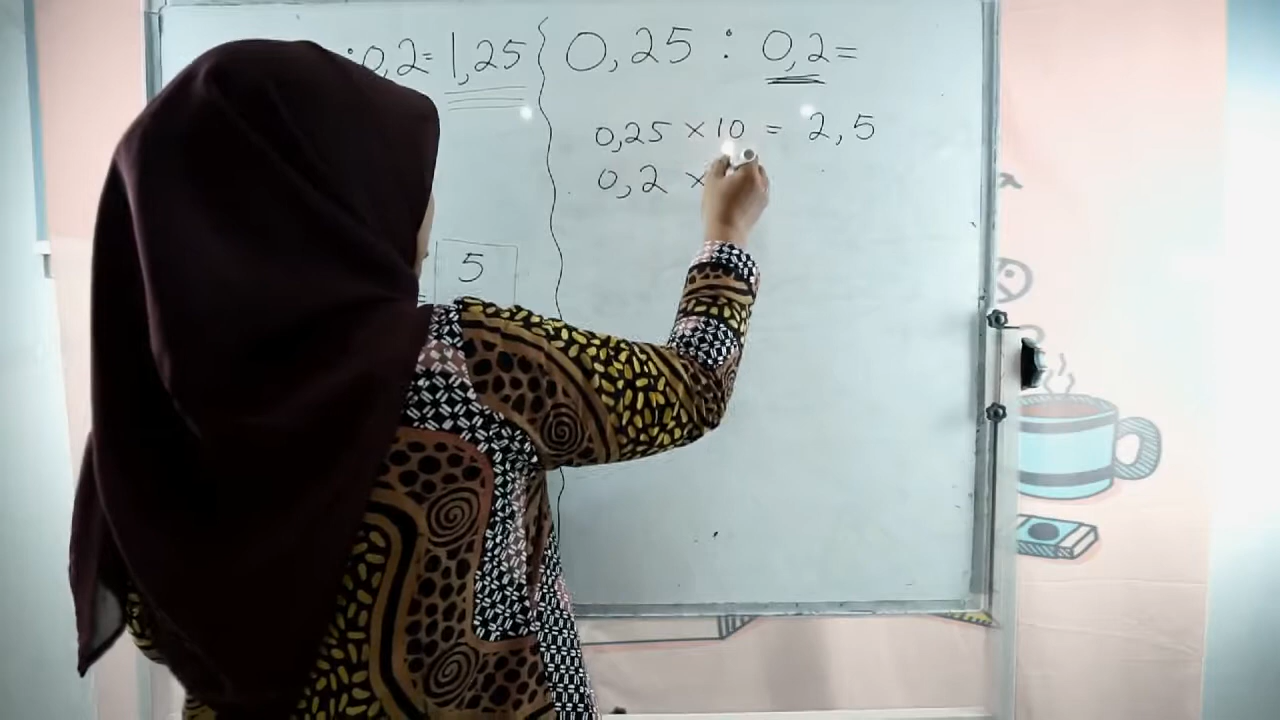 :0,2= 1,25
5
0,25 : 0,2=
0,25 × 10 = 2,5
0,2 ×